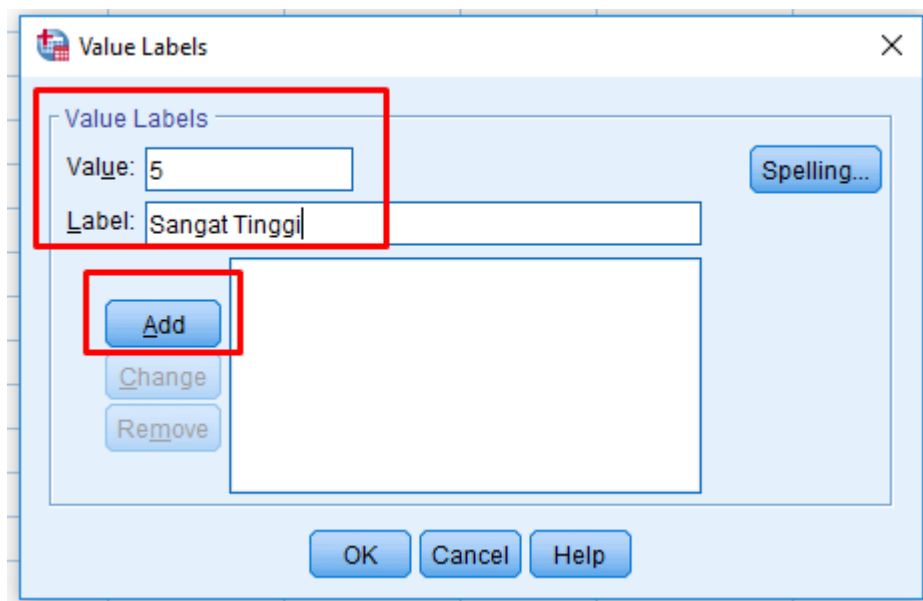 Value Labels
Value Labels
Value: 5
Spelling...
Label: Sangat Tinggi
Add
Change
Remove
OK Cancel Help